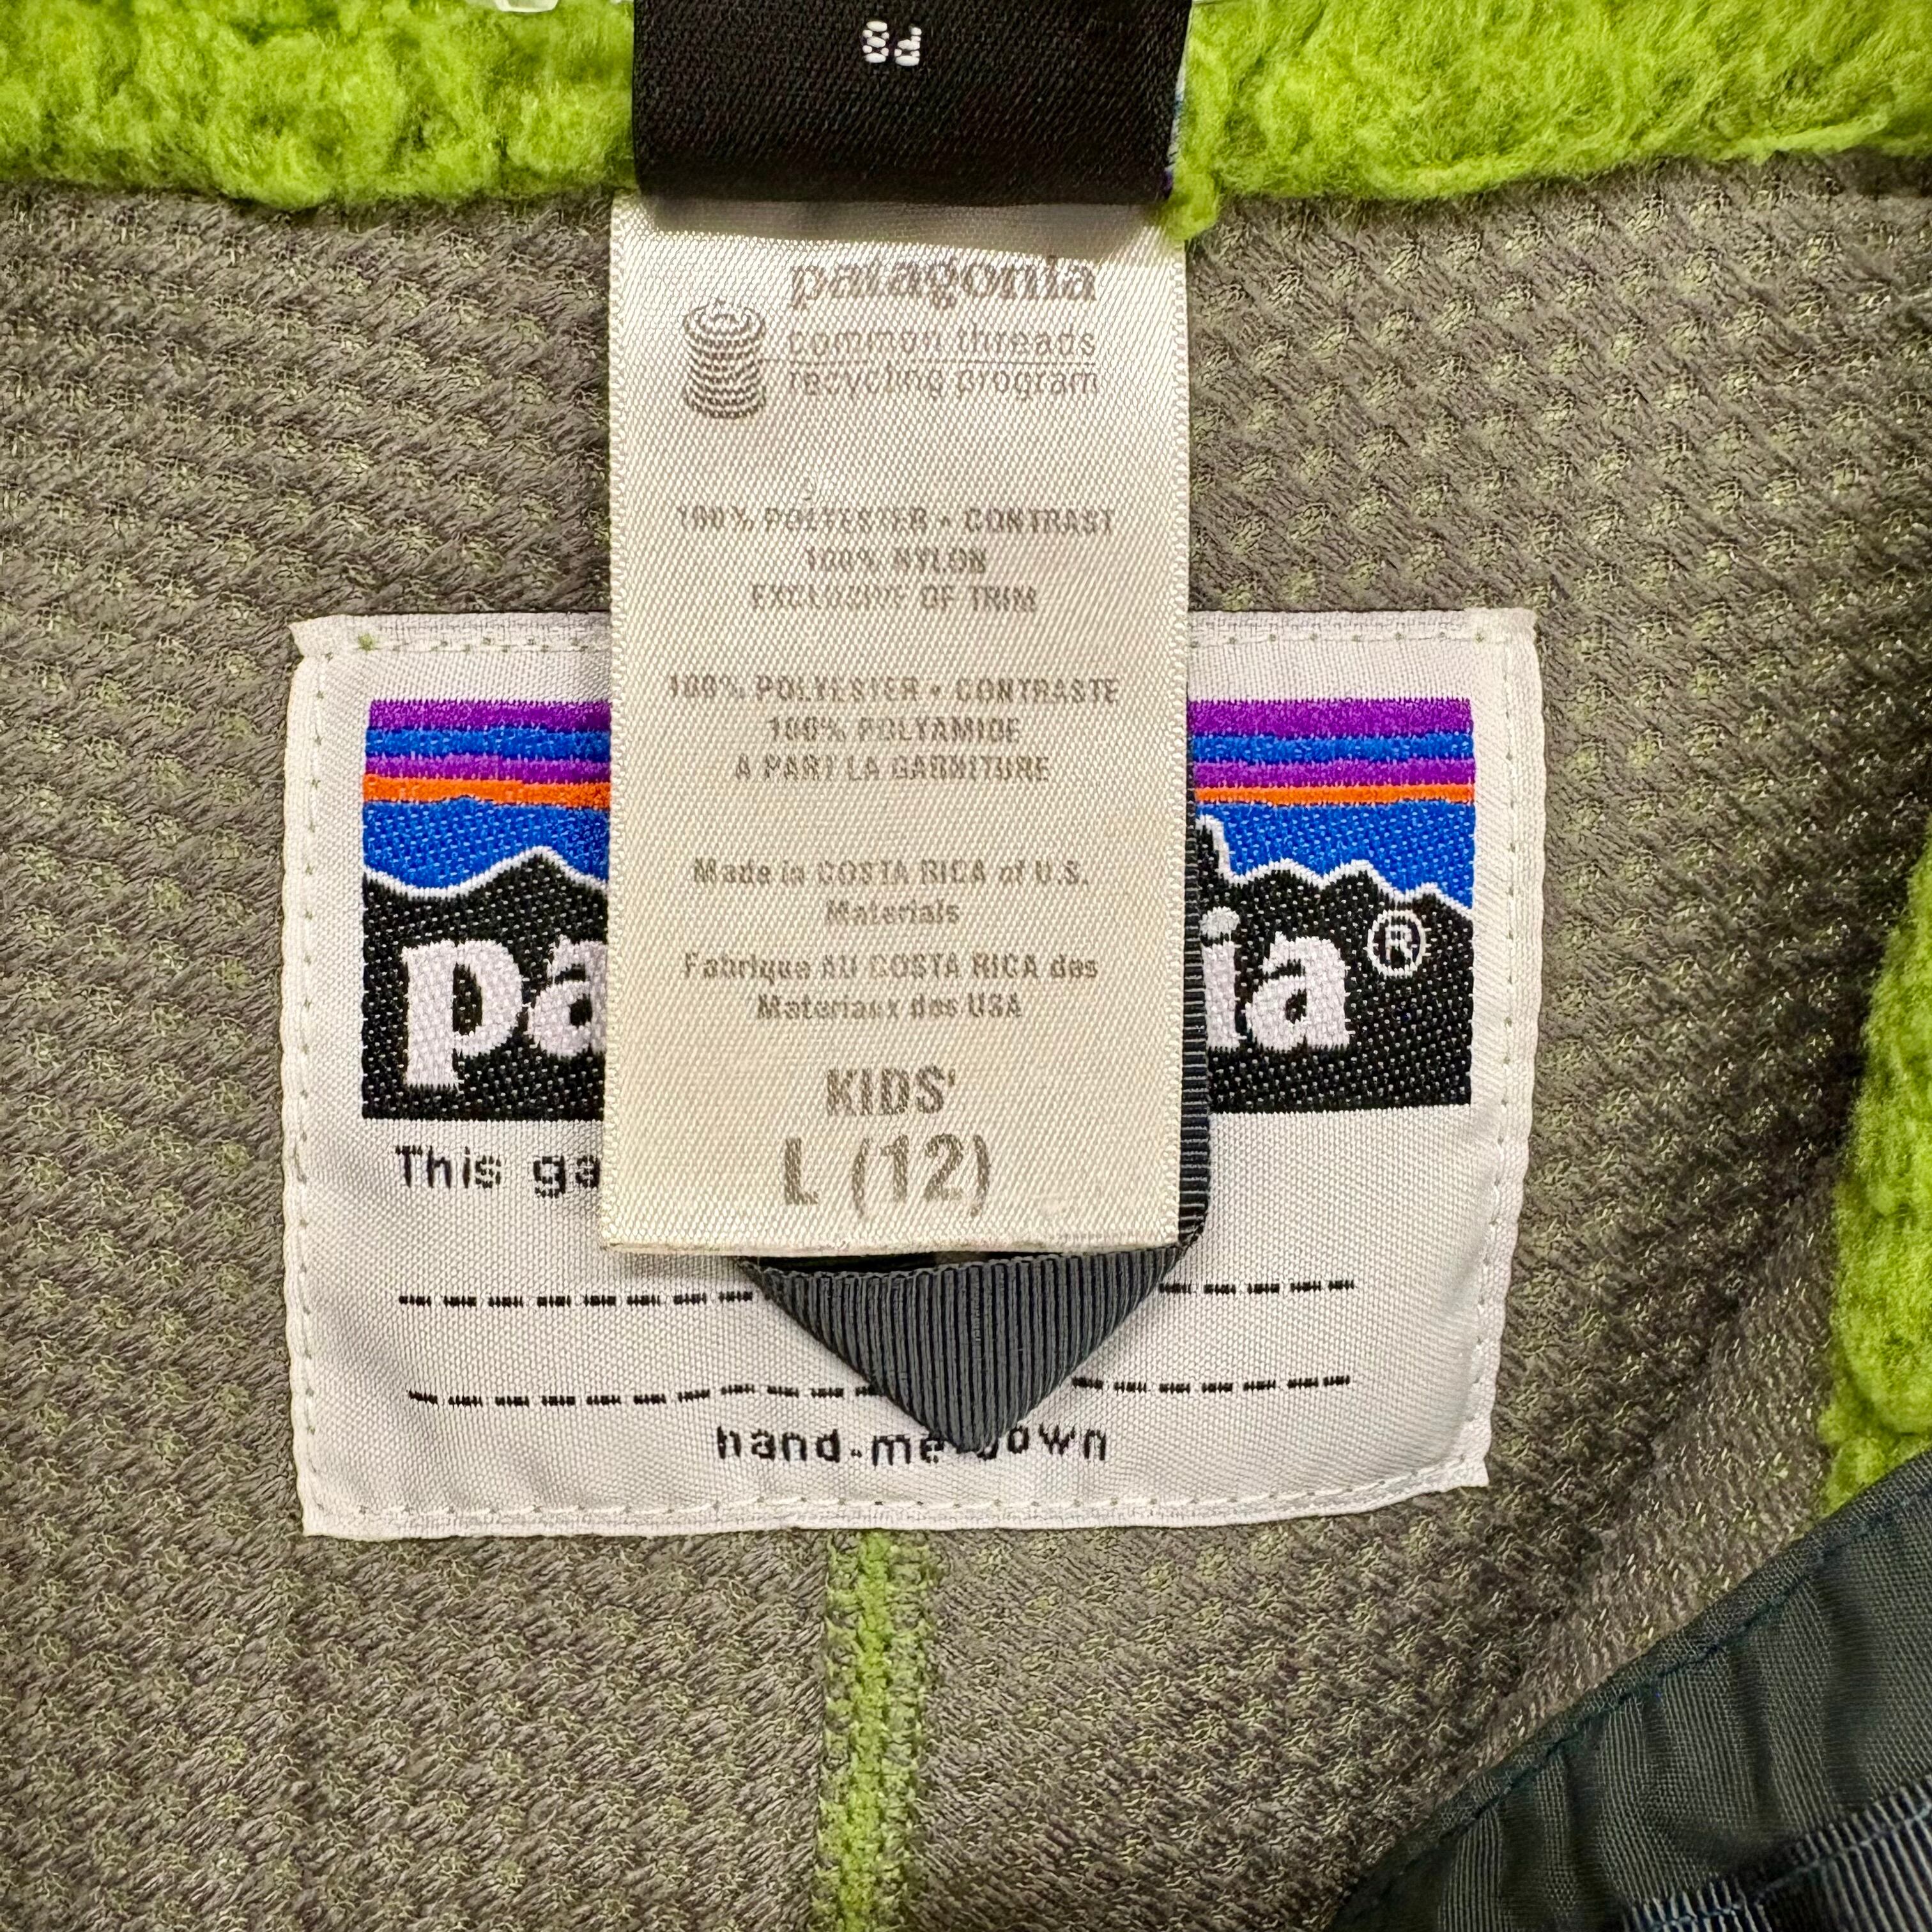 P8
patagonia
common threads
recycling program
100% POLYESTER • CONTRAST
100% NYLON
EXCLUSIVE OF TRIM
100% POLYESTER • CONTRASTE
100% POLYAMIDE
A PART LA GARNITURE
Made in COSTA RICA of U.S.
Materials
Fabrique AU COSTA RICA des
Materiaux des USA
KIDS'
L (12)
pa ia®
This ga
hand-me-down